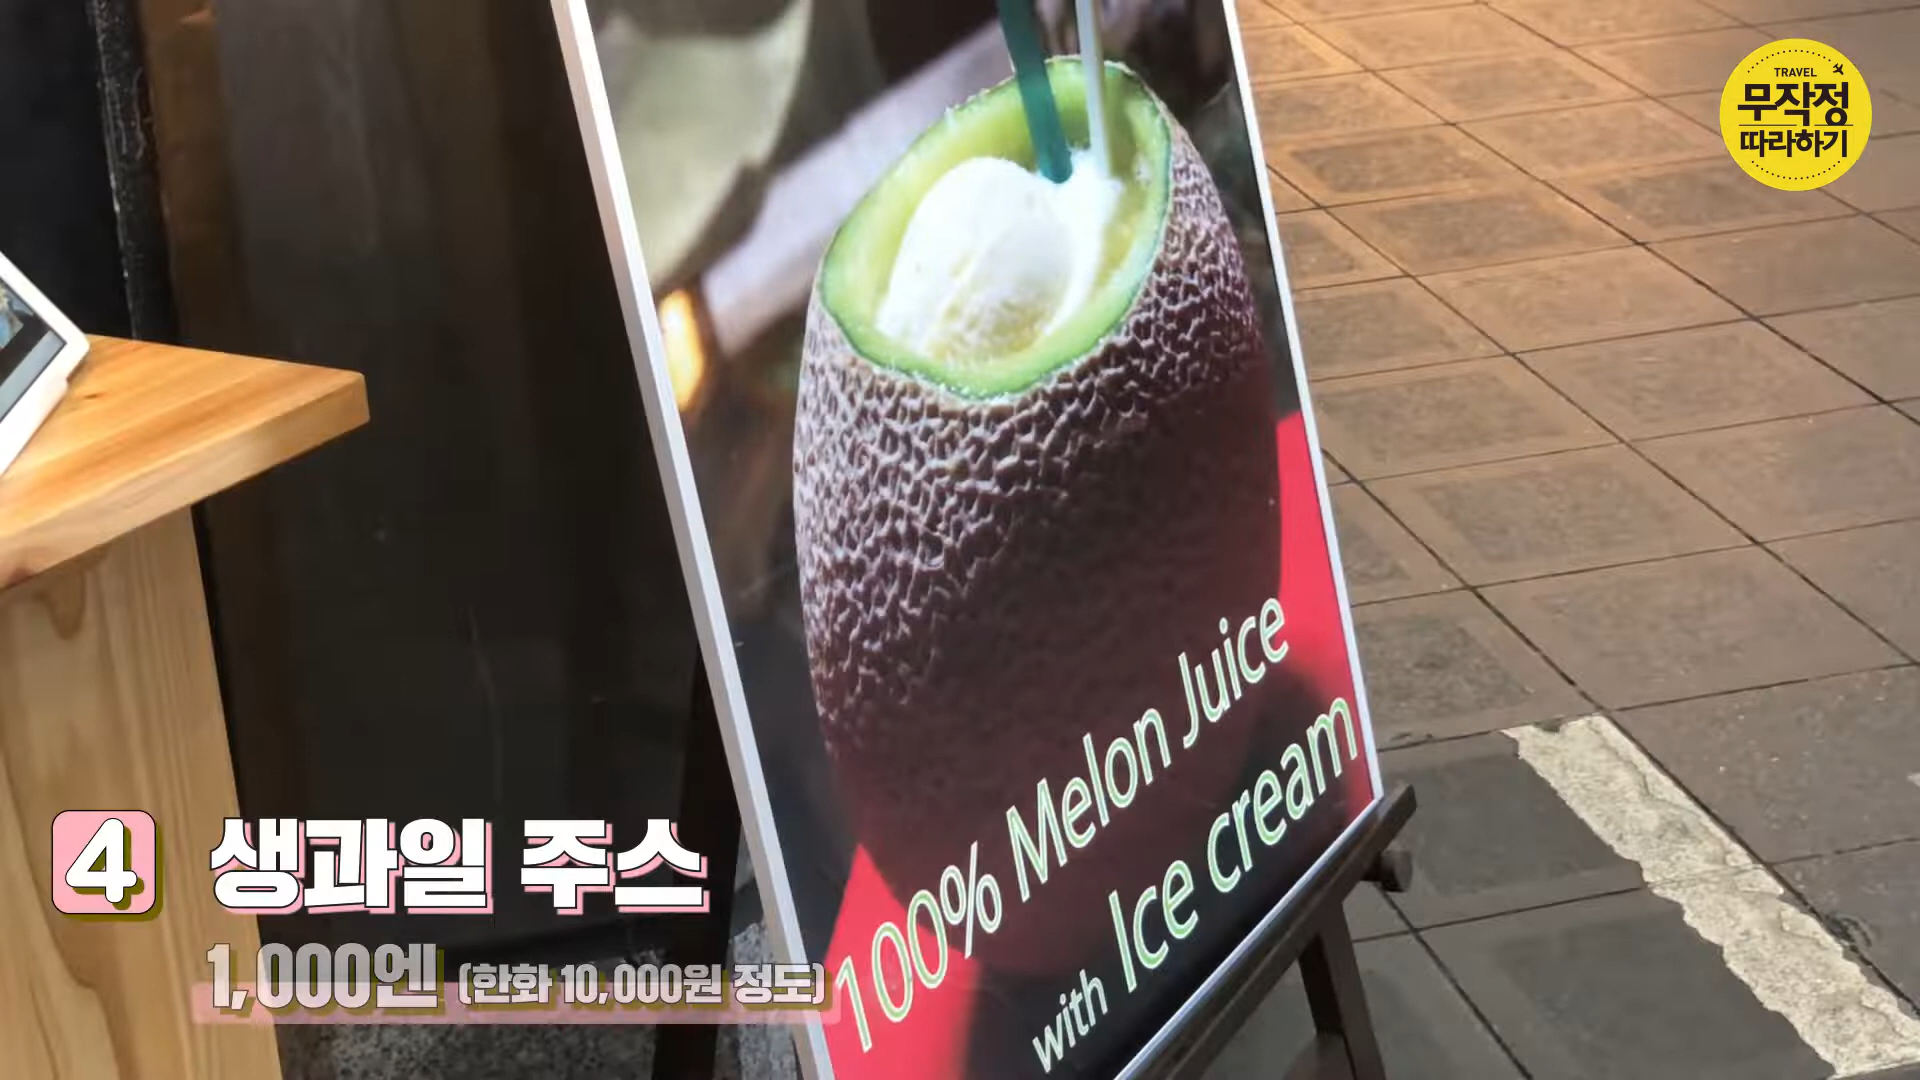 TRAVEL
무작정
따라하기
100% Melon Juice
with Ice cream
4 생과일 주스
1,000엔 (한화 10,000원 정도)